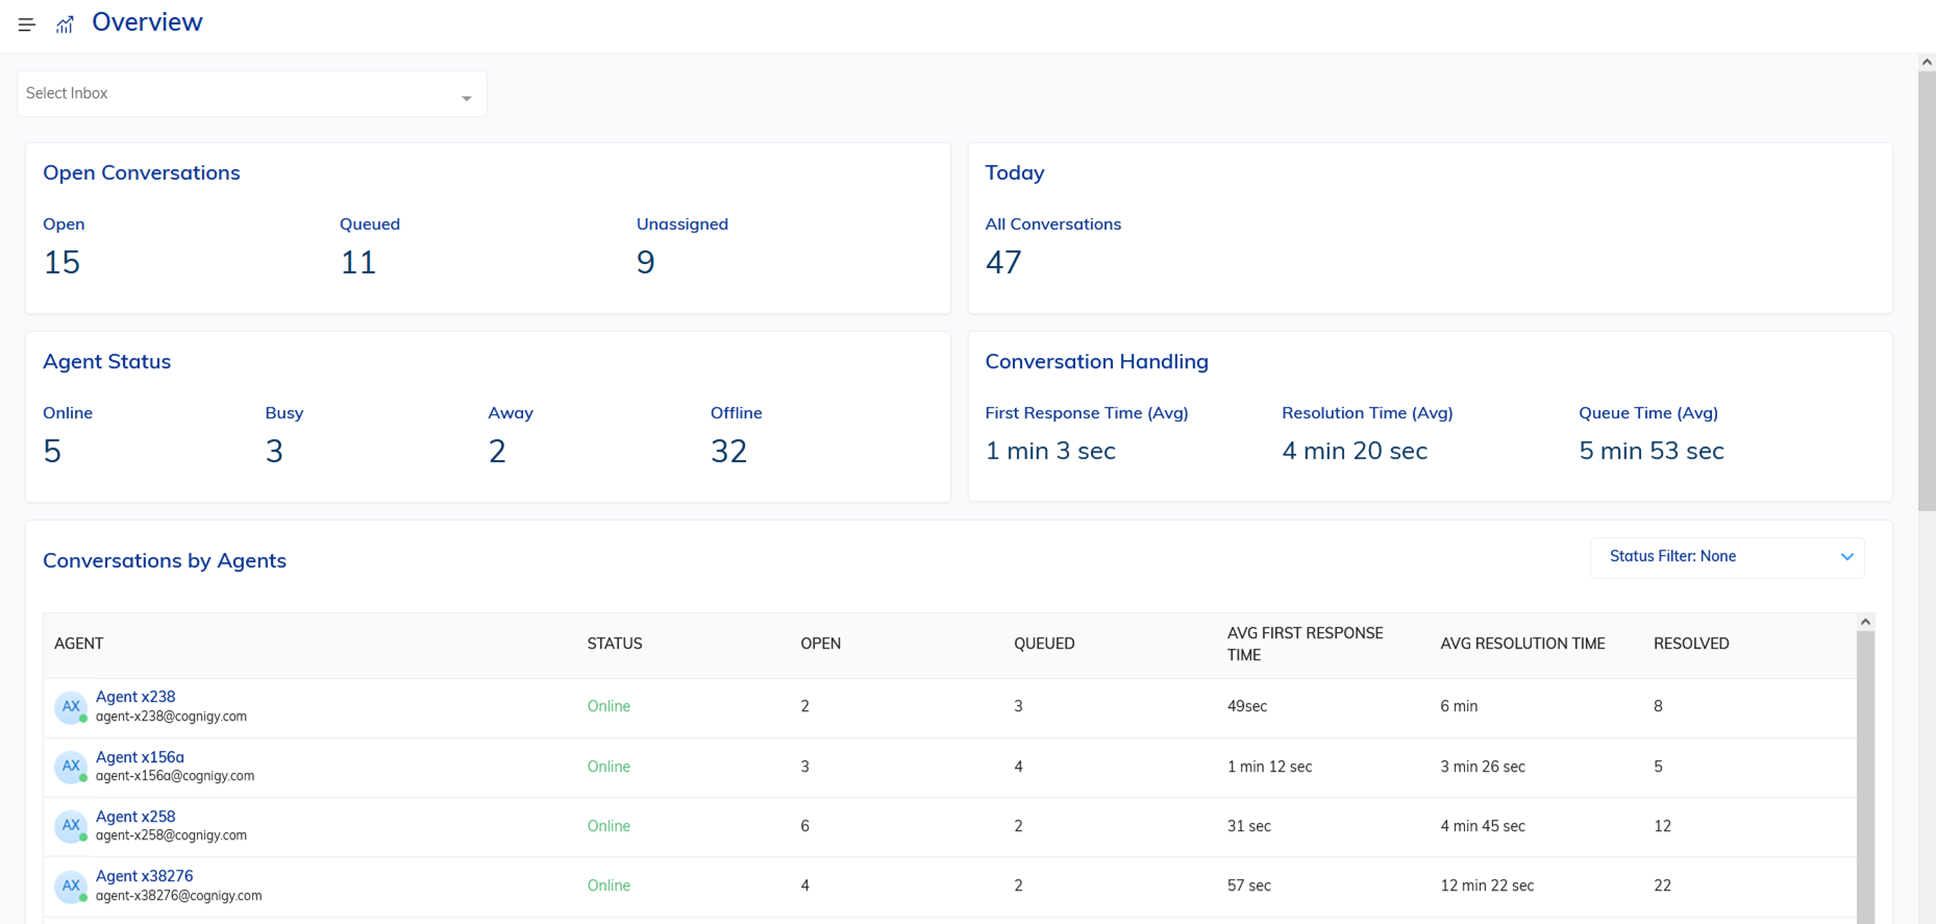 Overview
Select Inbox
Open Conversations
Open Queued Unassigned
15 11 9
Today
All Conversations
47
Agent Status
Online Busy Away Offline
5 3 2 32
Conversation Handling
First Response Time (Avg) Resolution Time (Avg) Queue Time (Avg)
1 min 3 sec 4 min 20 sec 5 min 53 sec
Conversations by Agents
Status Filter: None
AGENT STATUS OPEN QUEUED AVG FIRST RESPONSE TIME AVG RESOLUTION TIME RESOLVED
AX Agent x238 Online 2 3 49sec 6 min 8
agent-x238@cognigy.com
AX Agent x156a Online 3 4 1 min 12 sec 3 min 26 sec 5
agent-x156a@cognigy.com
AX Agent x258 Online 6 2 31 sec 4 min 45 sec 12
agent-x258@cognigy.com
AX Agent x38276 Online 4 2 57 sec 12 min 22 sec 22
agent-x38276@cognigy.com